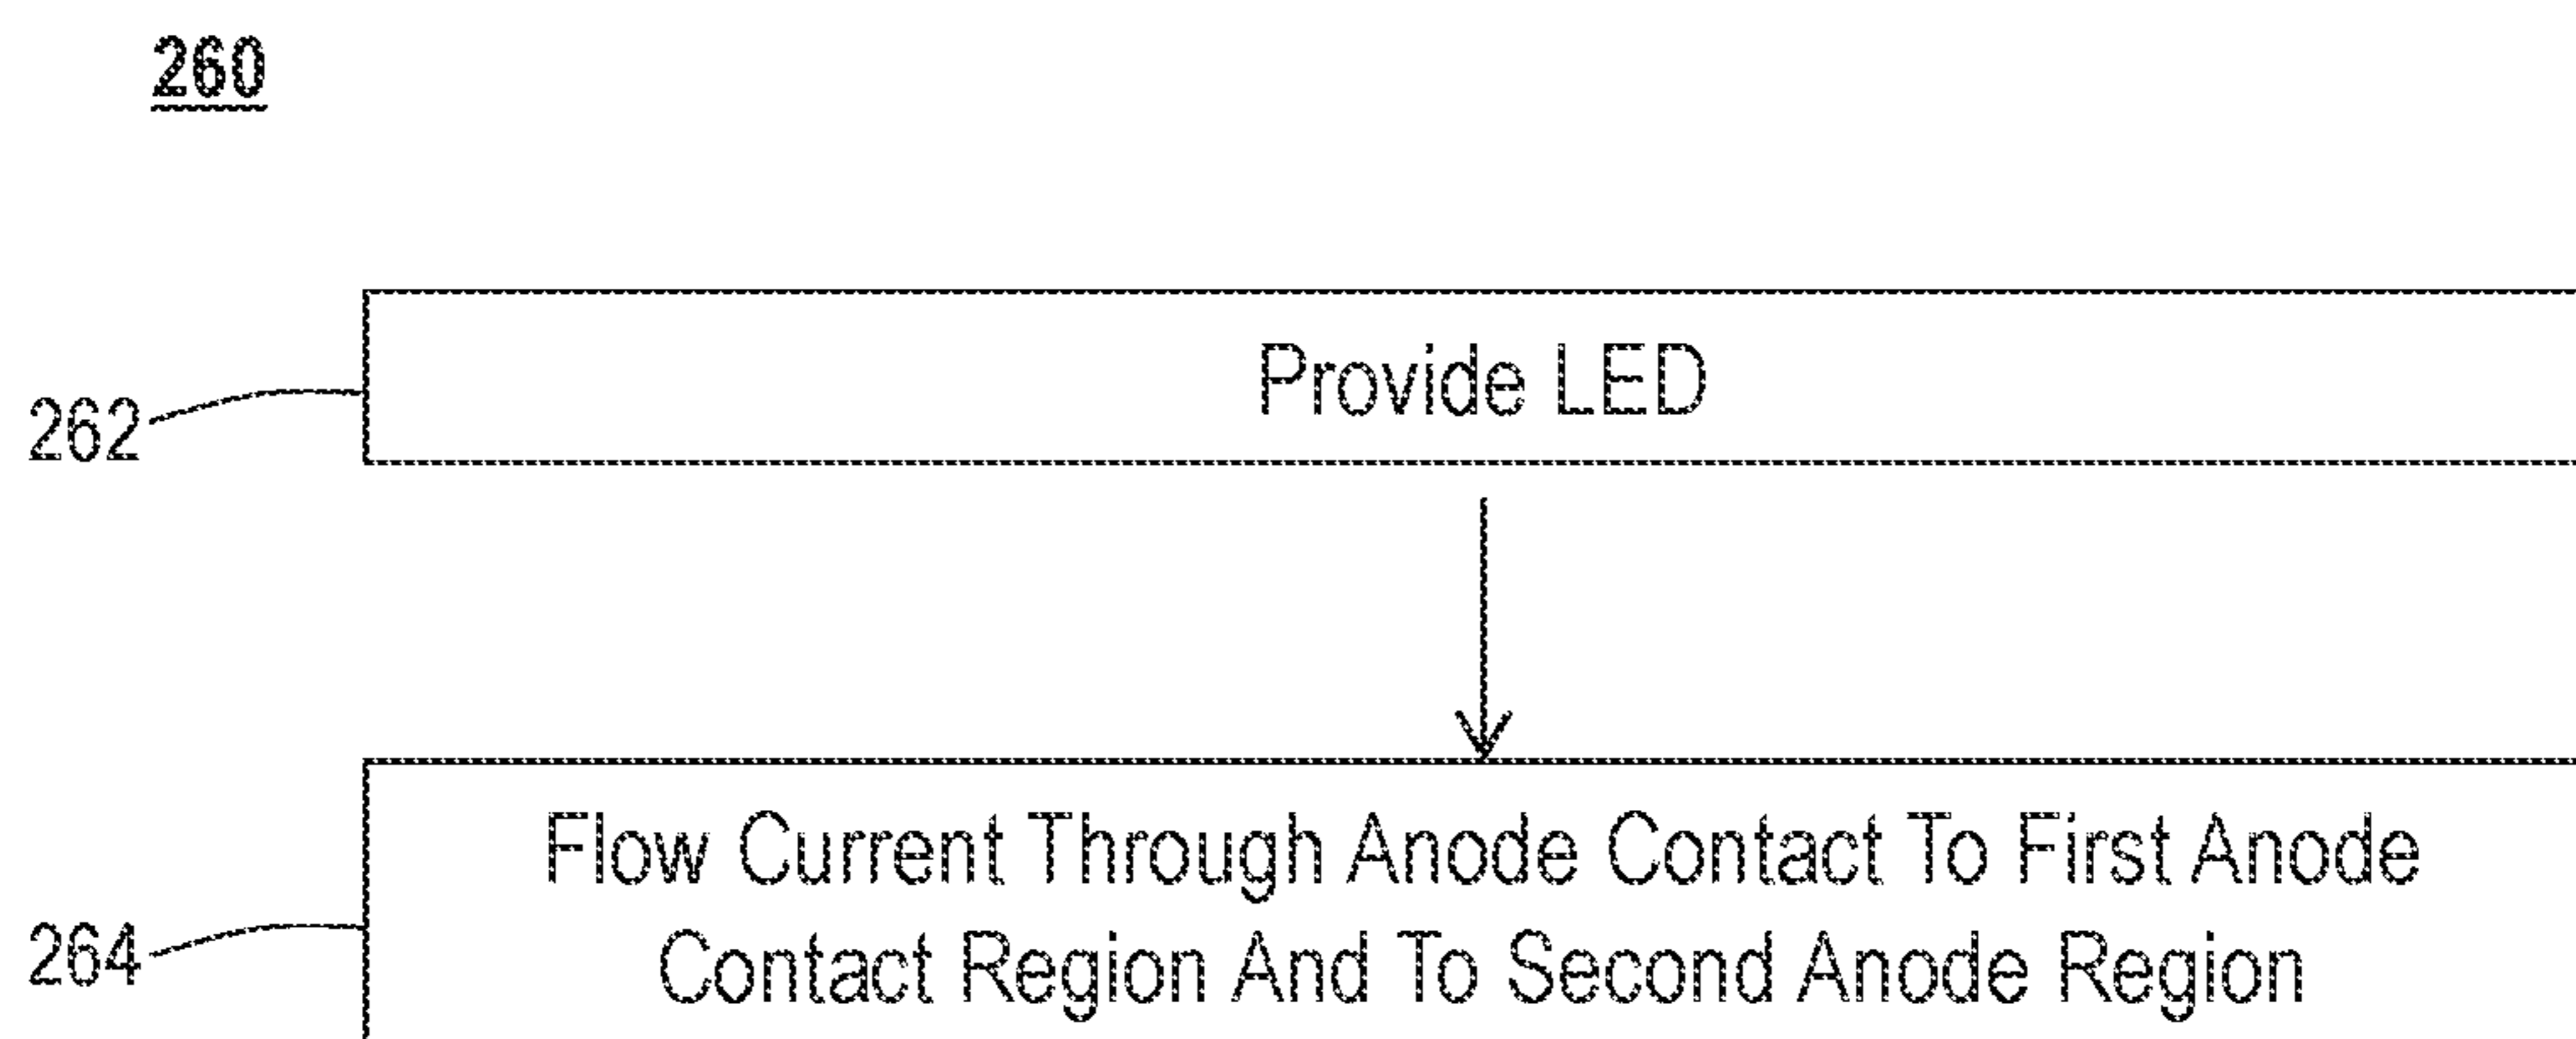 260
Provide LED
262
Flow Current Through Anode Contact To First Anode
Contact Region And To Second Anode Region
264